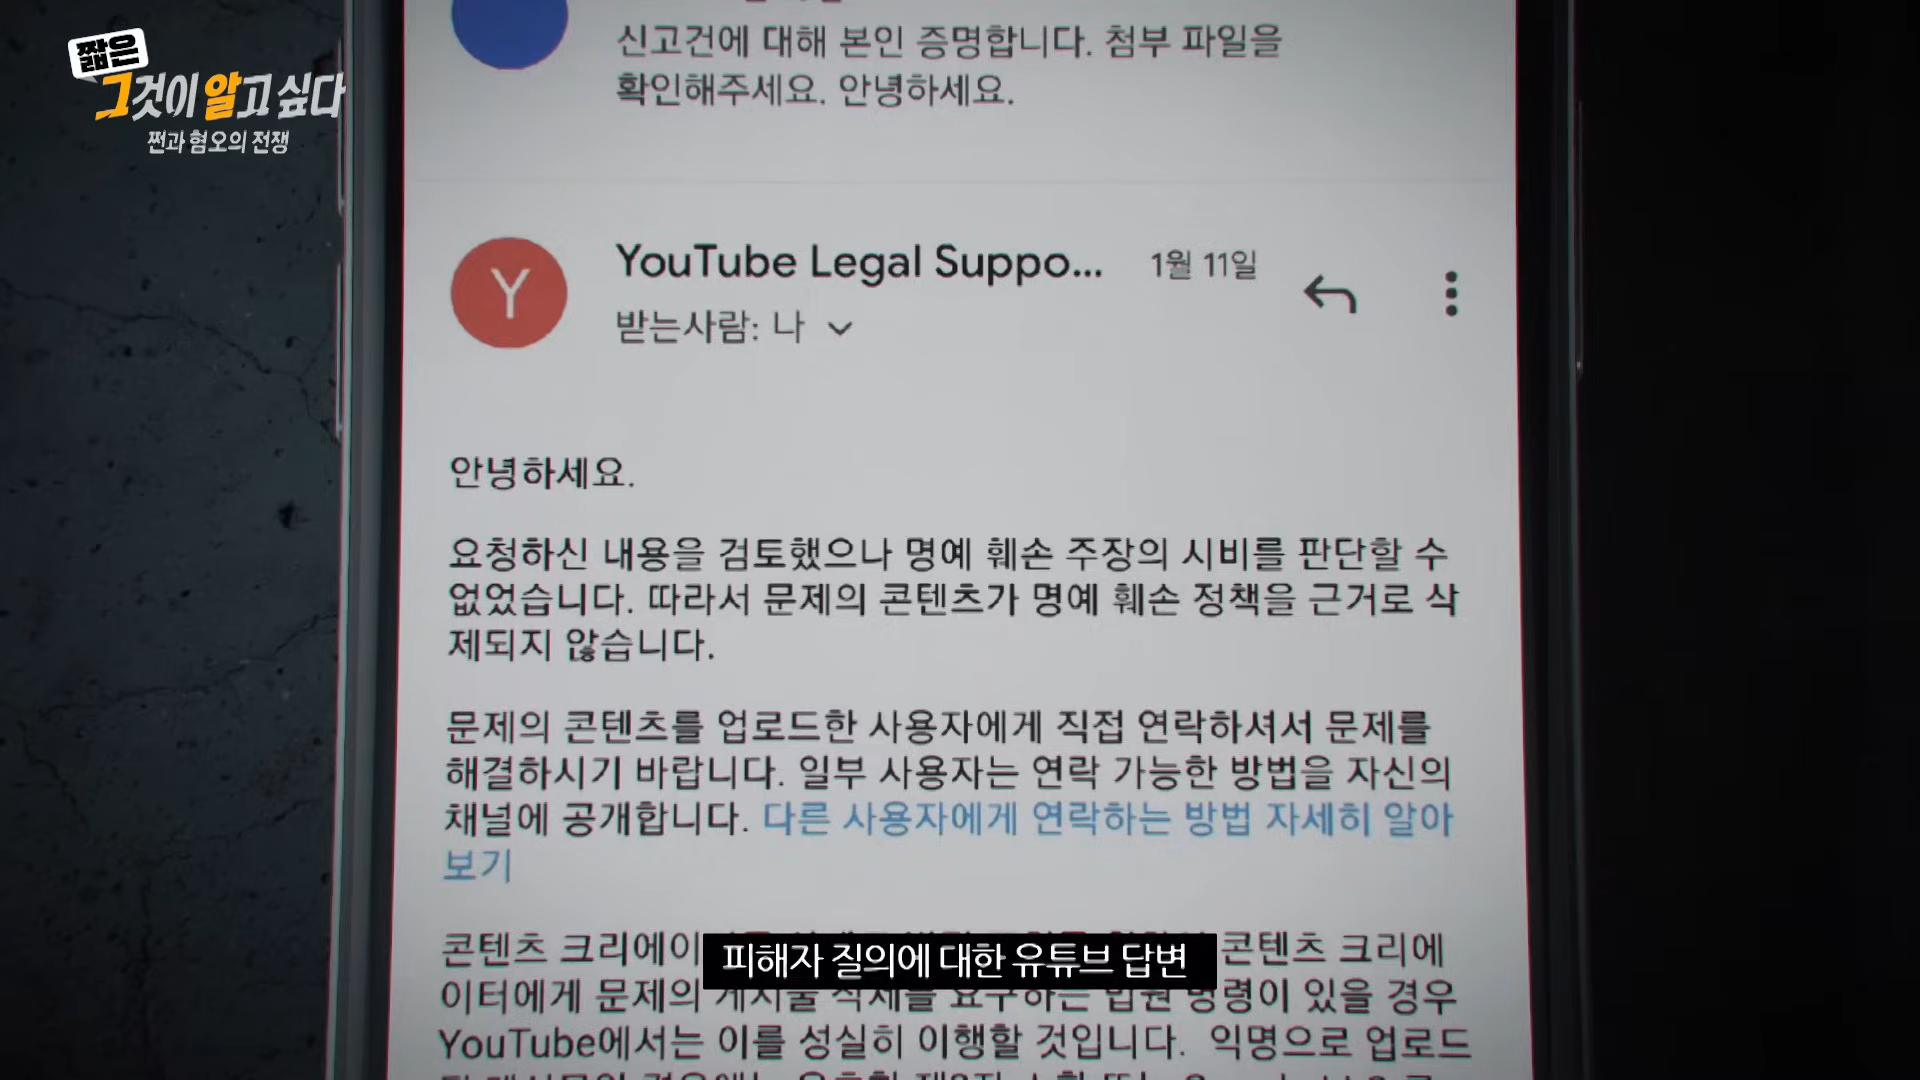 짧은
그것이 알고 싶다
쩐과 혐오의 전쟁
신고건에 대해 본인 증명합니다. 첨부 파일을
확인해주세요. 안녕하세요.
Y
YouTube Legal Suppo...
1월 11일
받는사람: 나
안녕하세요.
요청하신 내용을 검토했으나 명예 훼손 주장의 시비를 판단할 수
없었습니다. 따라서 문제의 콘텐츠가 명예 훼손 정책을 근거로 삭
제되지 않습니다.
문제의 콘텐츠를 업로드한 사용자에게 직접 연락하셔서 문제를
해결하시기 바랍니다. 일부 사용자는 연락 가능한 방법을 자신의
채널에 공개합니다. 다른 사용자에게 연락하는 방법 자세히 알아
보기
콘텐츠 크리에이 콘텐츠 크리에
피해자 질의에 대한 유튜브 답변
이터에게 문제의 게시물 삭제를 요구하는 법원 명령이 있을 경우
YouTube에서는 이를 성실히 이행할 것입니다. 익명으로 업로드